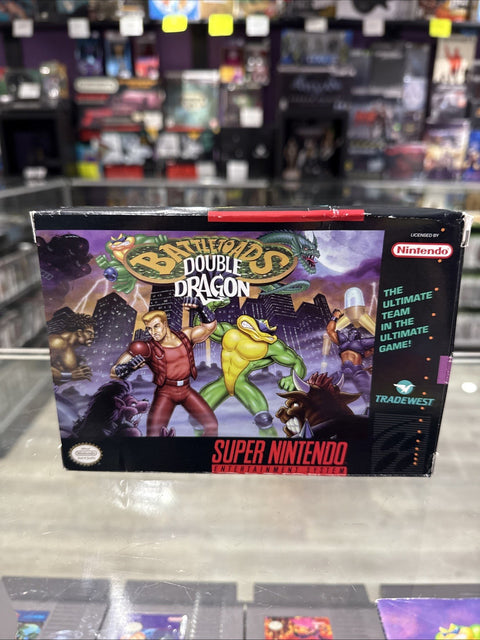 BATTLETOADS
DOUBLE
DRAGON
LICENSED BY
Nintendo
THE
ULTIMATE
TEAM
IN THE
ULTIMATE
GAME!
TRADEWEST
SUPER NINTENDO
ENTERTAINMENT SYSTEM